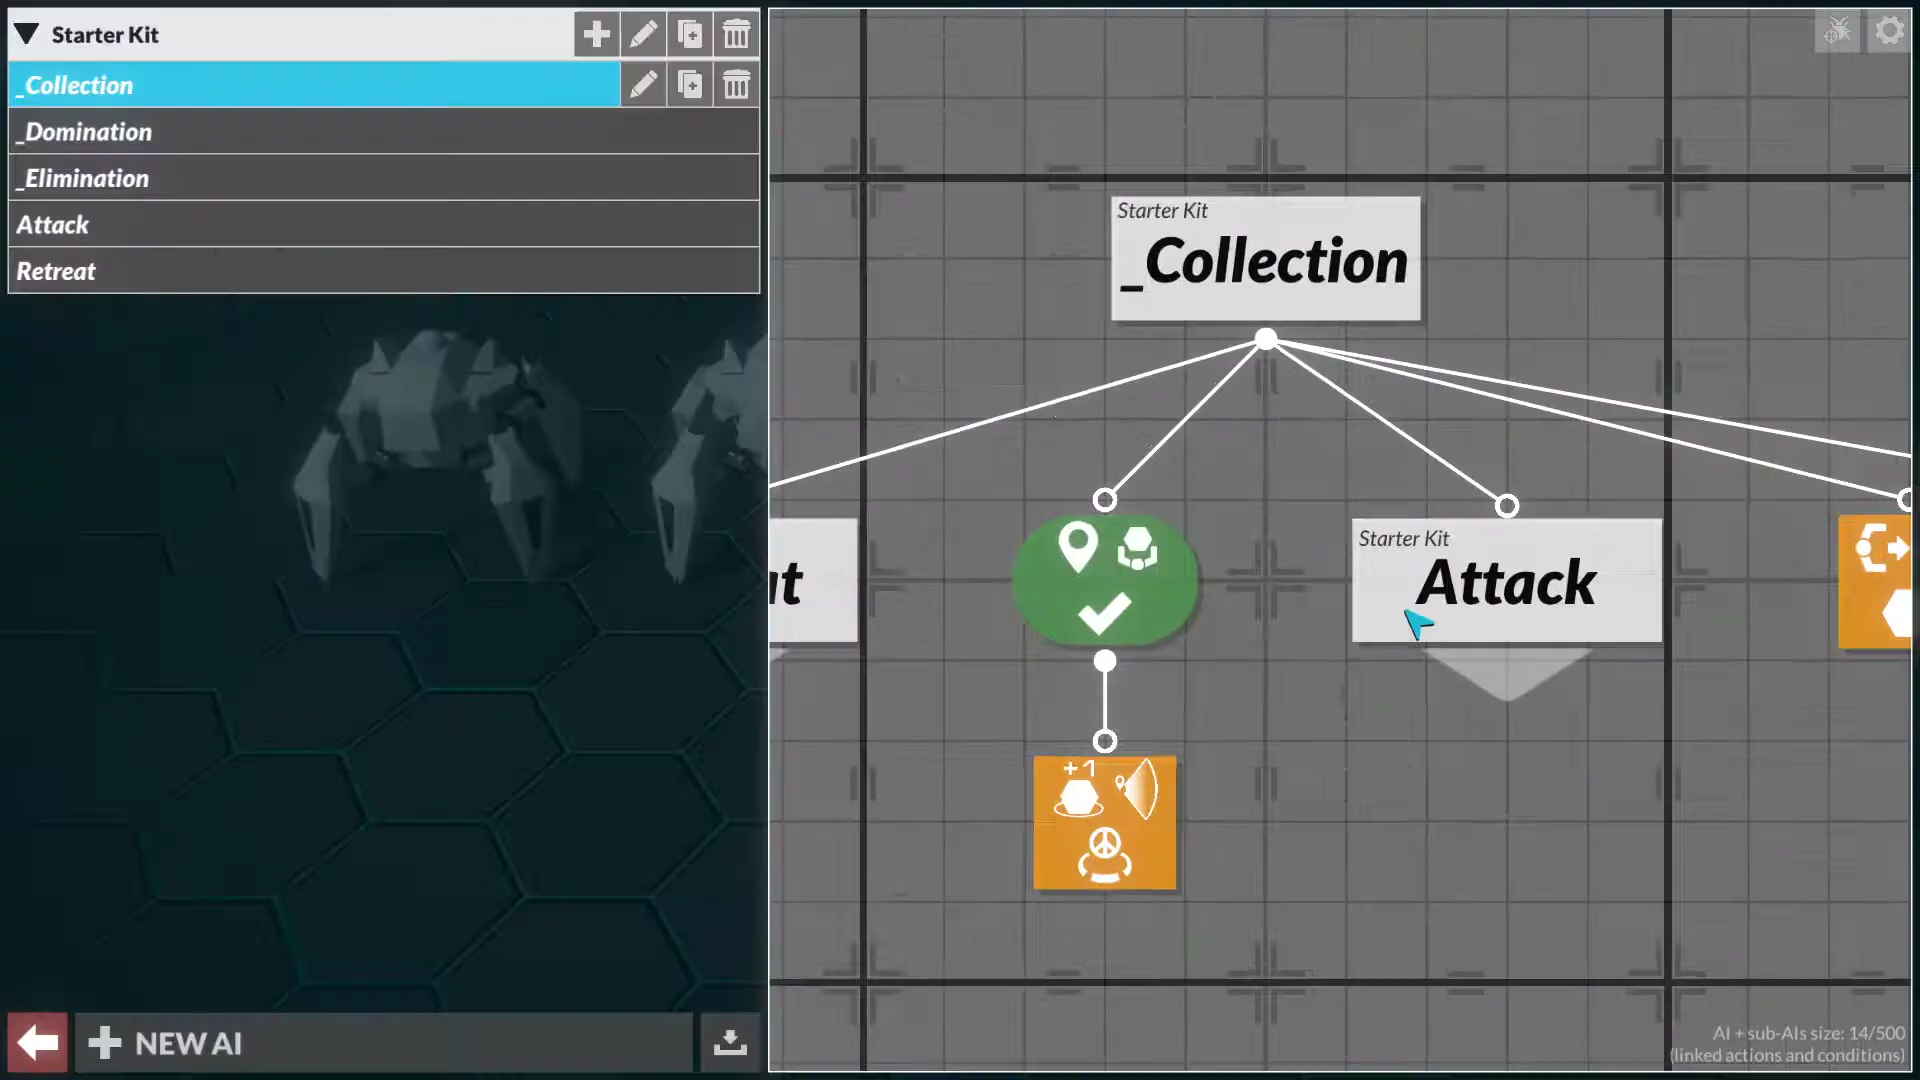 Starter Kit
_Collection
_Domination
_Elimination
Attack
Retreat
NEW AI
Starter Kit
_Collection
Starter Kit
Attack
+1
AI + sub-AIs size: 14/500
(linked actions and conditions)